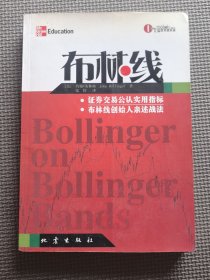 Education
布林线
约翰·布林格 John Bollinger 著
• 证券交易公认实用指标
• 布林线创始人亲述战法
Bollinger
on
Bollinger
Bands
地震出版社